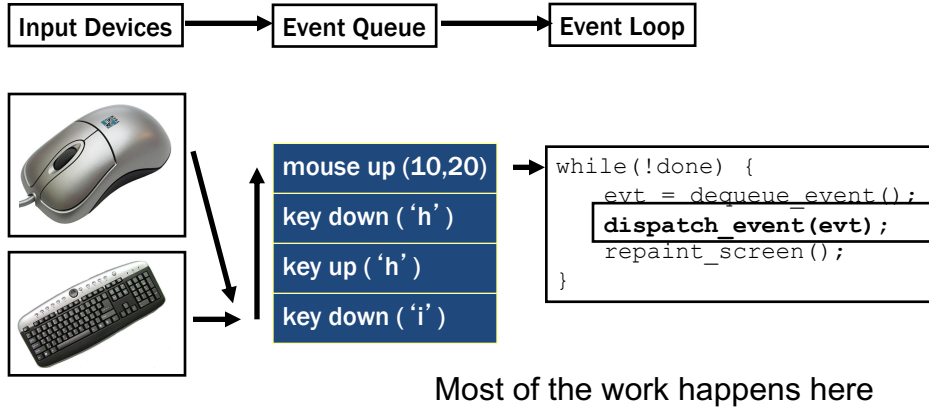 Input Devices
Event Queue
Event Loop
mouse up (10,20)
key down ( ‘h’ )
key up ( ‘h’ )
key down ( ‘i’ )
while(!done) {
evt = dequeue_event();
dispatch_event(evt);
repaint_screen();
}
Most of the work happens here